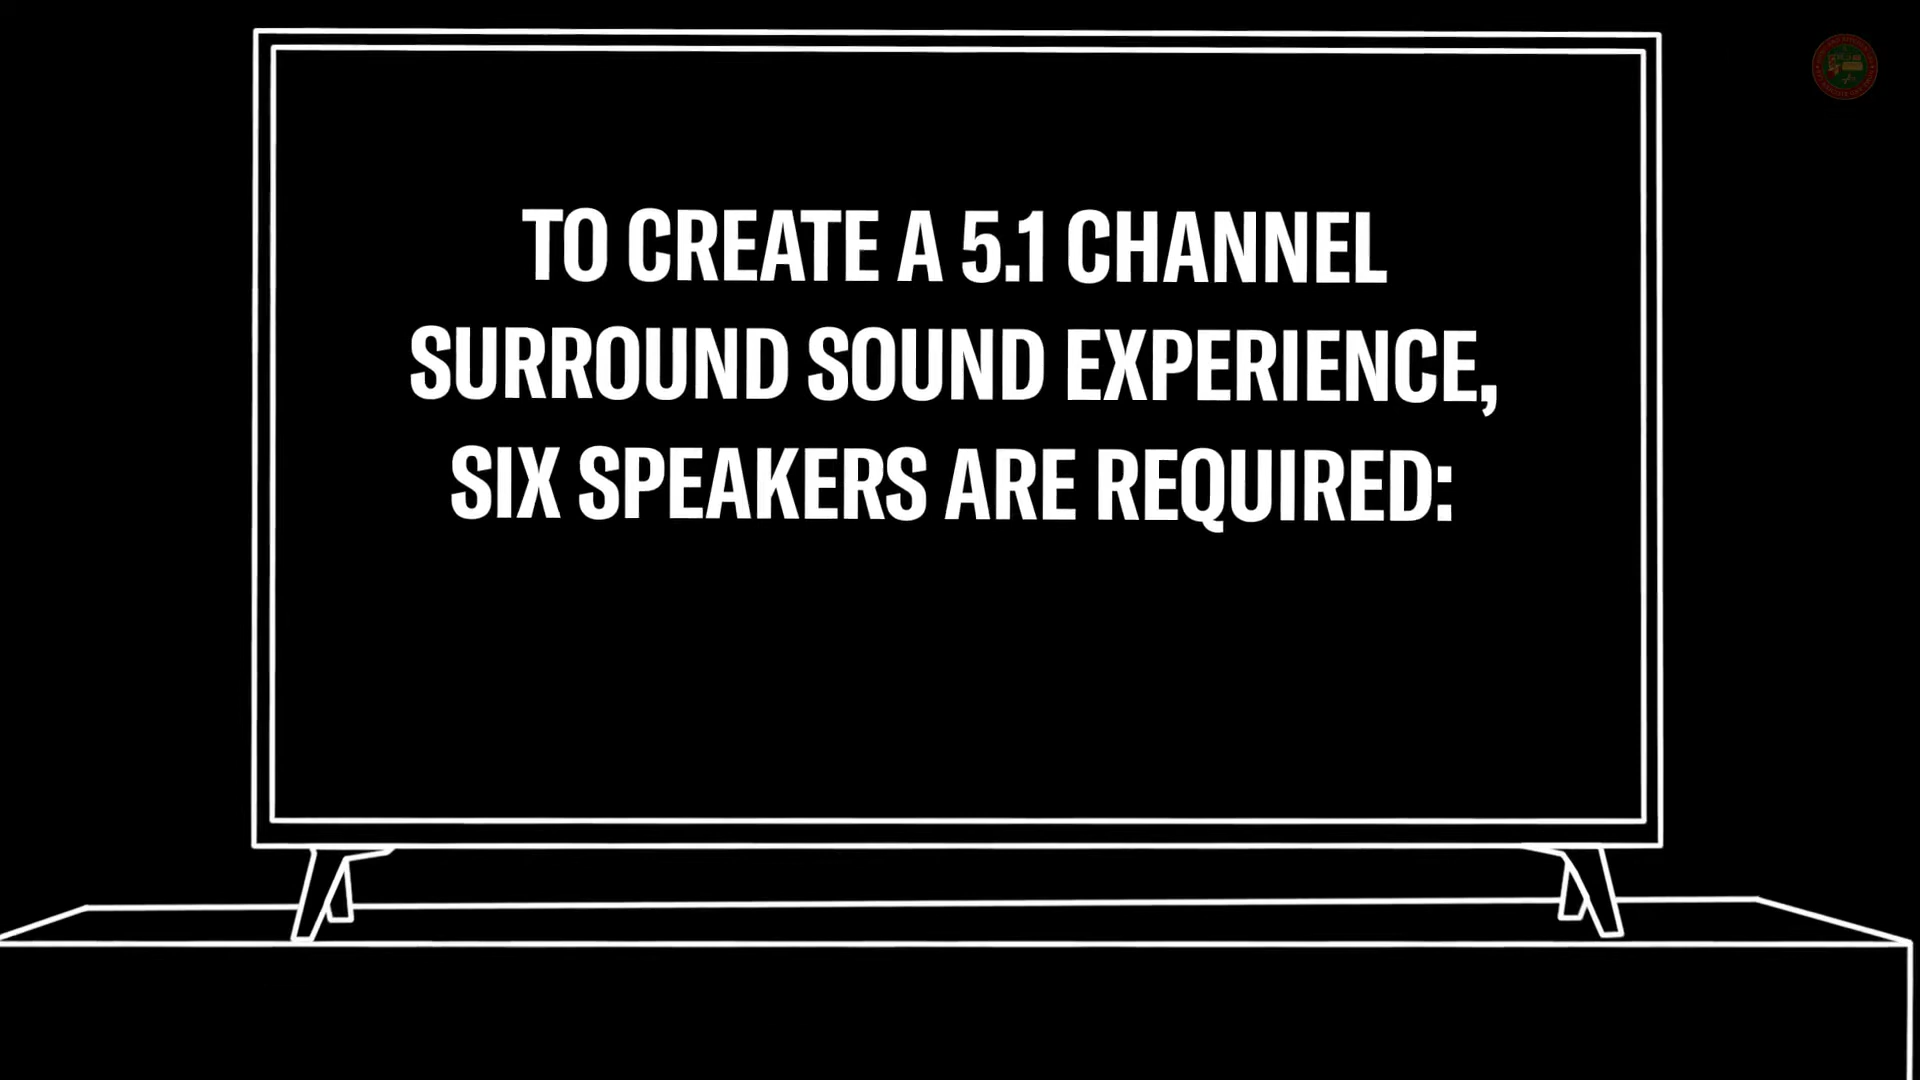 TO CREATE A 5.1 CHANNEL
SURROUND SOUND EXPERIENCE,
SIX SPEAKERS ARE REQUIRED: